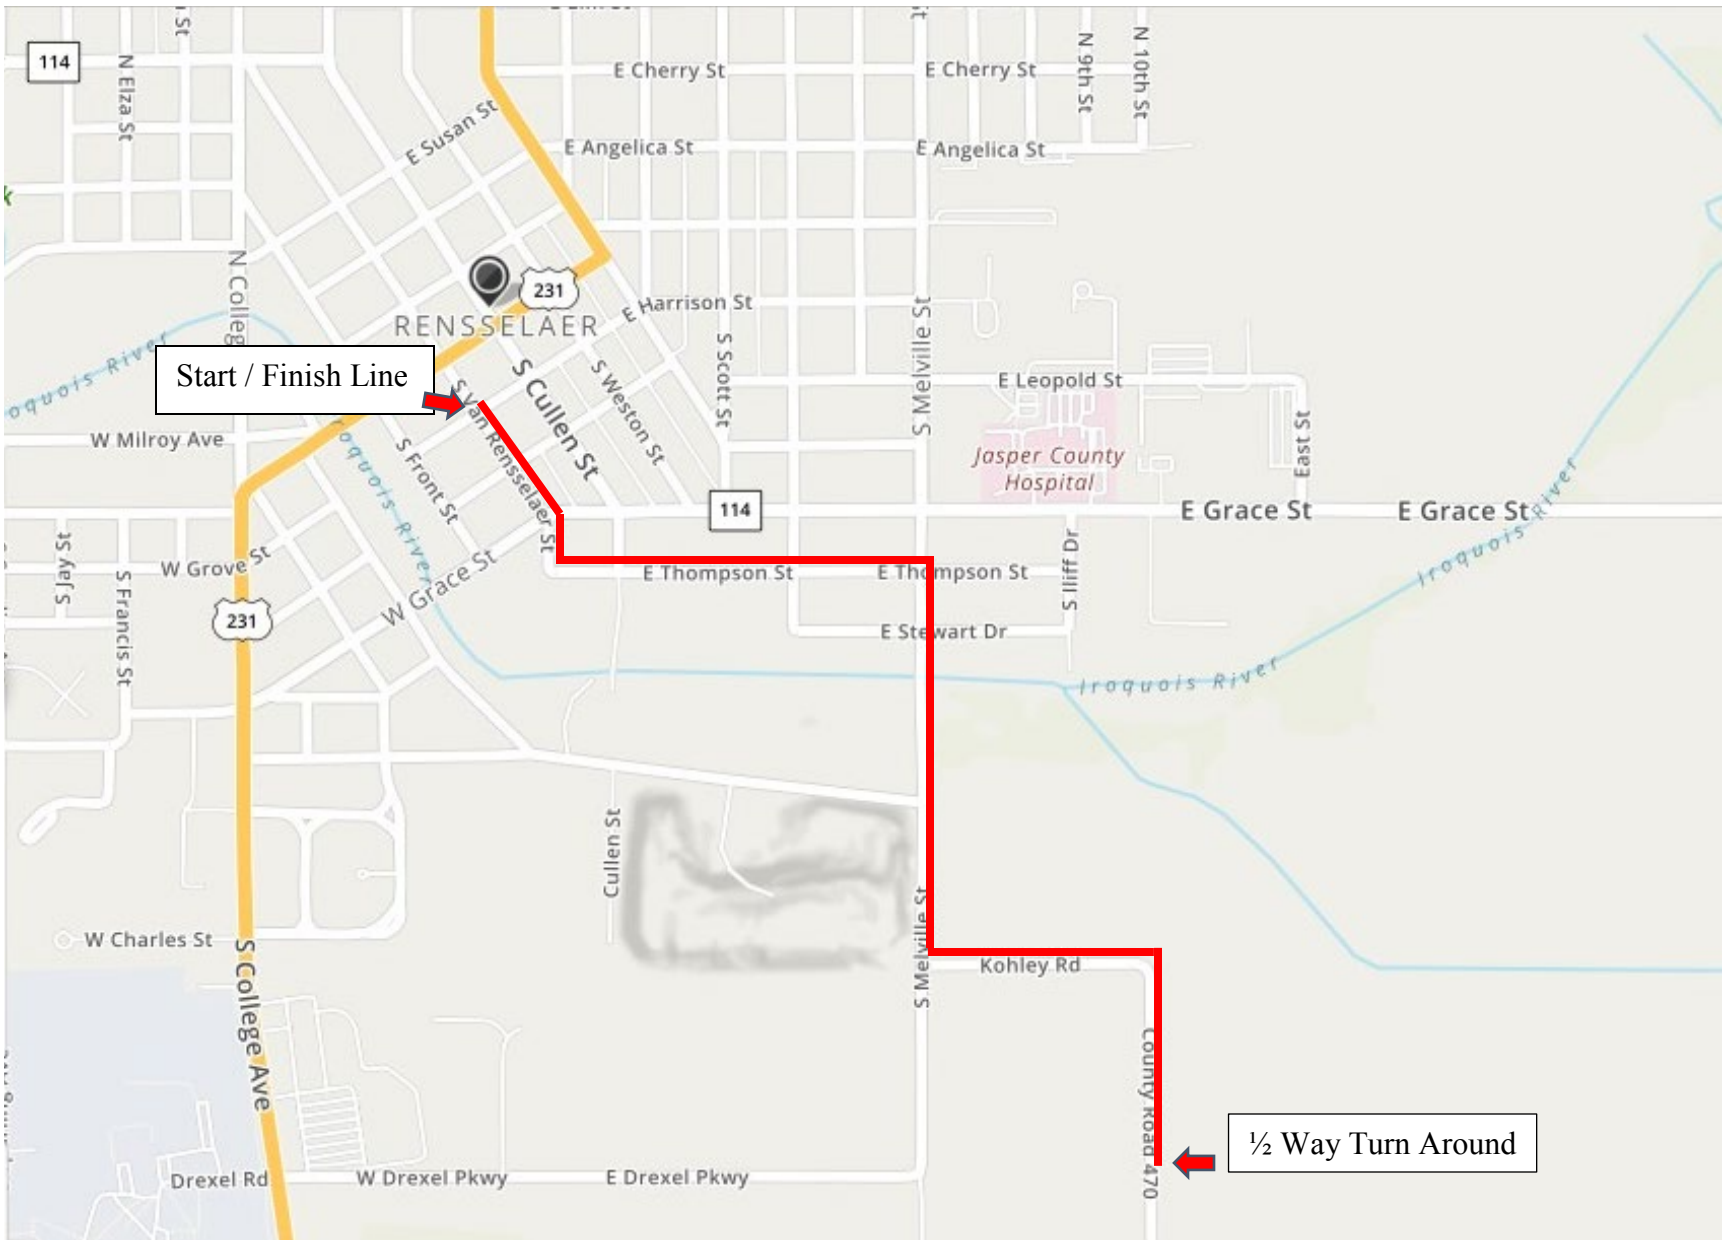 St
114
N Elza St
E Cherry St
E Cherry St
N 9th St
N 10th St
E Susan St
E Angelica St
E Angelica St
N Colleg
231
RENSSELAER
E Harrison St
S Melville St
S Scott St
oquois River
Start / Finish Line
S Van Rensselaer St
S Cullen St
S Weston St
E Leopold St
East St
W Milroy Ave
S Front St
roquois River
Jasper County
Hospital
114
E Grace St
E Grace St
Iroquois River
Iroquois River
S Jay St
S Francis St
W Grove St
W Grace St
E Thompson St
E Thompson St
S Iliff Dr
231
E Stewart Dr
Iroquois River
Cullen St
W Charles St
S College Ave
S Melville St
Kohley Rd
County Road 470
½ Way Turn Around
Drexel Rd
W Drexel Pkwy
E Drexel Pkwy